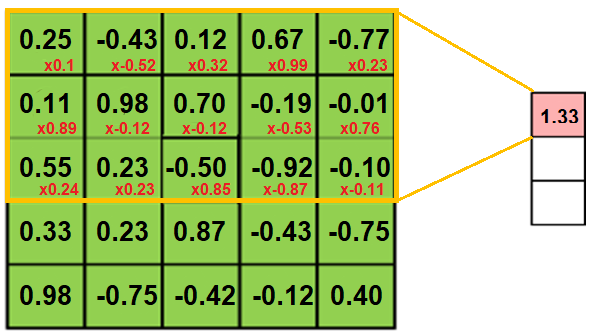 0.25 -0.43 0.12 0.67 -0.77
x0.1 x-0.52 x0.32 x0.99 x0.23
0.11 0.98 0.70 -0.19 -0.01
x0.89 x-0.12 x-0.12 x-0.53 x0.76
0.55 0.23 -0.50 -0.92 -0.10
x0.24 x0.23 x0.85 x-0.87 x-0.11
0.33 0.23 0.87 -0.43 -0.75
0.98 -0.75 -0.42 -0.12 0.40
1.33